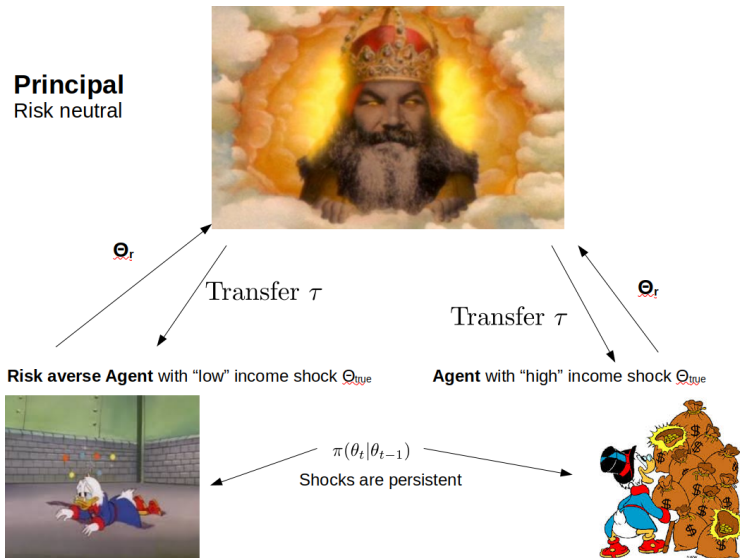 Principal
Risk neutral
Θr
Θr
Transfer τ
Transfer τ
Risk averse Agent with “low” income shock Θtrue
Agent with “high” income shock Θtrue
π(θt|θt−1)
Shocks are persistent
$
$
$
$
$
$
$
$